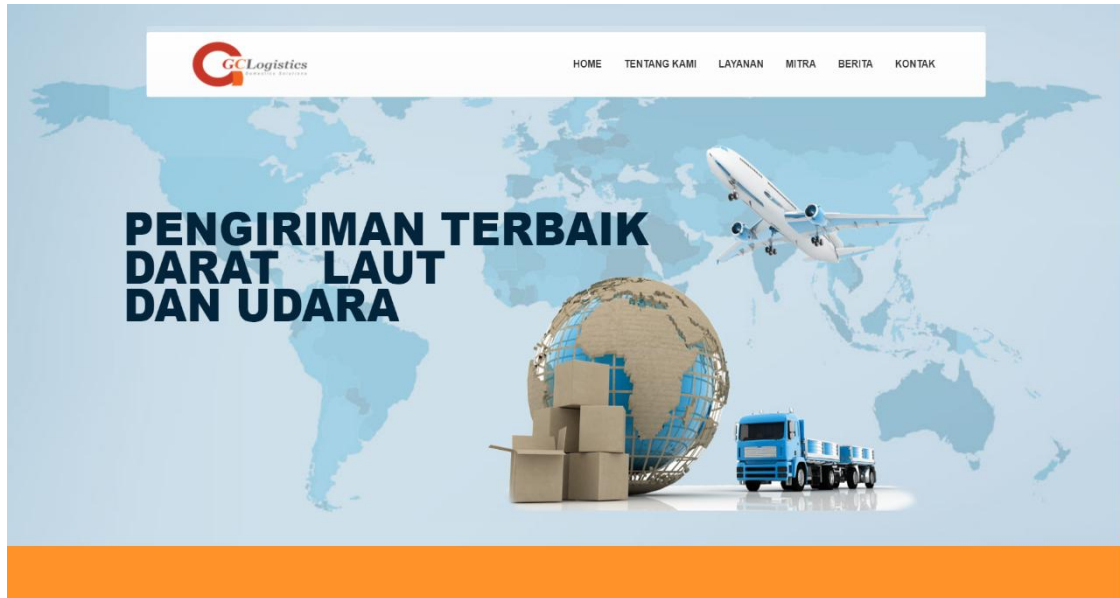 GCLogistics
HOME TENTANG KAMI LAYANAN MITRA BERITA KONTAK
PENGIRIMAN TERBAIK
DARAT LAUT
DAN UDARA